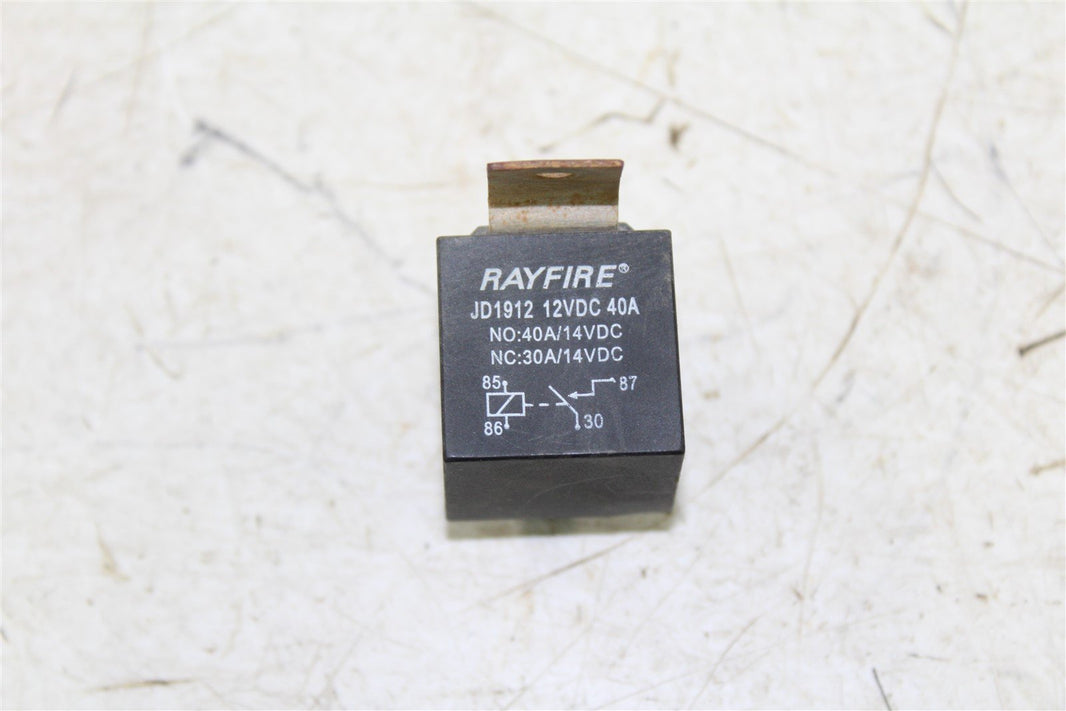 RAYFIRE®
JD1912 12VDC 40A
NO:40A/14VDC
NC:30A/14VDC
85 87
86 30